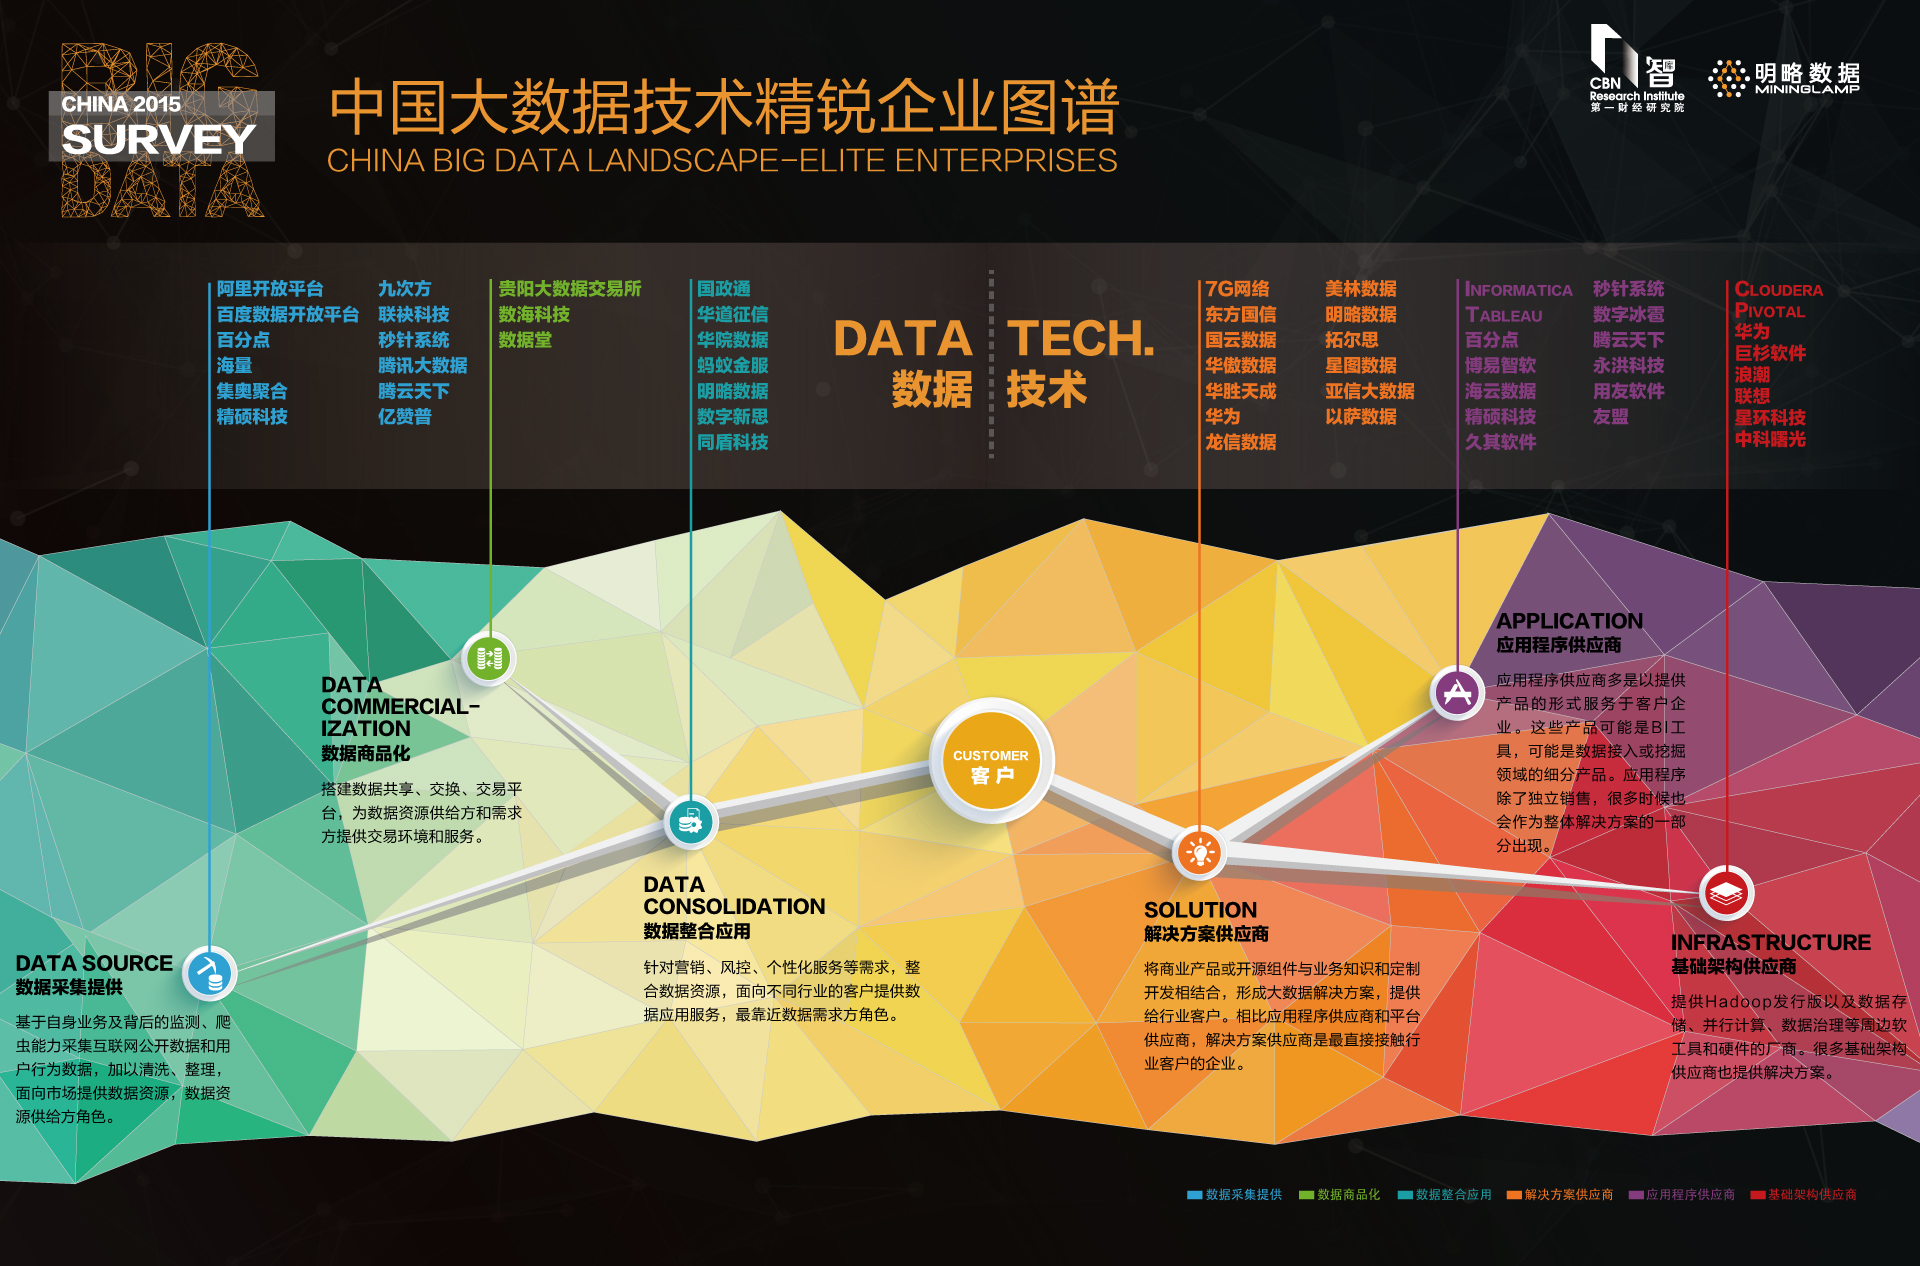 BIG
CHINA 2015
SURVEY
DATA
中国大数据技术精锐企业图谱
CHINA BIG DATA LANDSCAPE-ELITE ENTERPRISES
CBN
智库
Research Institute
第一财经研究院
明略数据
MININGLAMP
阿里开放平台
百度数据开放平台
百分点
海量
集奥聚合
精硕科技
九次方
联袂科技
秒针系统
腾讯大数据
腾云天下
亿赞普
贵阳大数据交易所
数海科技
数据堂
国政通
华道征信
华院数据
蚂蚁金服
明略数据
数字新思
同盾科技
DATA
数据
TECH.
技术
7G网络
东方国信
国云数据
华傲数据
华胜天成
华为
龙信数据
美林数据
明略数据
拓尔思
星图数据
亚信大数据
以萨数据
INFORMATICA
TABLEAU
百分点
博易智软
海云数据
精硕科技
久其软件
秒针系统
数字冰雹
腾云天下
永洪科技
用友软件
友盟
CLOUDERA
PIVOTAL
华为
巨杉软件
浪潮
联想
星环科技
中科曙光
DATA SOURCE
数据采集提供
基于自身业务及背后的监测、爬
虫能力采集互联网公开数据和用
户行为数据，加以清洗、整理，
面向市场提供数据资源，数据资
源供给方角色。
DATA
COMMERCIAL-
IZATION
数据商品化
搭建数据共享、交换、交易平
台，为数据资源供给方和需求
方提供交易环境和服务。
DATA
CONSOLIDATION
数据整合应用
针对营销、风控、个性化服务等需求，整
合数据资源，面向不同行业的客户提供数
据应用服务，最靠近数据需求方角色。
CUSTOMER
客户
SOLUTION
解决方案供应商
将商业产品或开源组件与业务知识和定制
开发相结合，形成大数据解决方案，提供
给行业客户。相比应用程序供应商和平台
供应商，解决方案供应商是最直接接触行
业客户的企业。
APPLICATION
应用程序供应商
应用程序供应商多是以提供
产品的形式服务于客户企
业。这些产品可能是BI工
具，可能是数据接入或挖掘
领域的细分产品。应用程序
除了独立销售，很多时候也
会作为整体解决方案的一部
分出现。
INFRASTRUCTURE
基础架构供应商
提供Hadoop发行版以及数据存
储、并行计算、数据治理等周边软
工具和硬件的厂商。很多基础架构
供应商也提供解决方案。
数据采集提供
数据商品化
数据整合应用
解决方案供应商
应用程序供应商
基础架构供应商